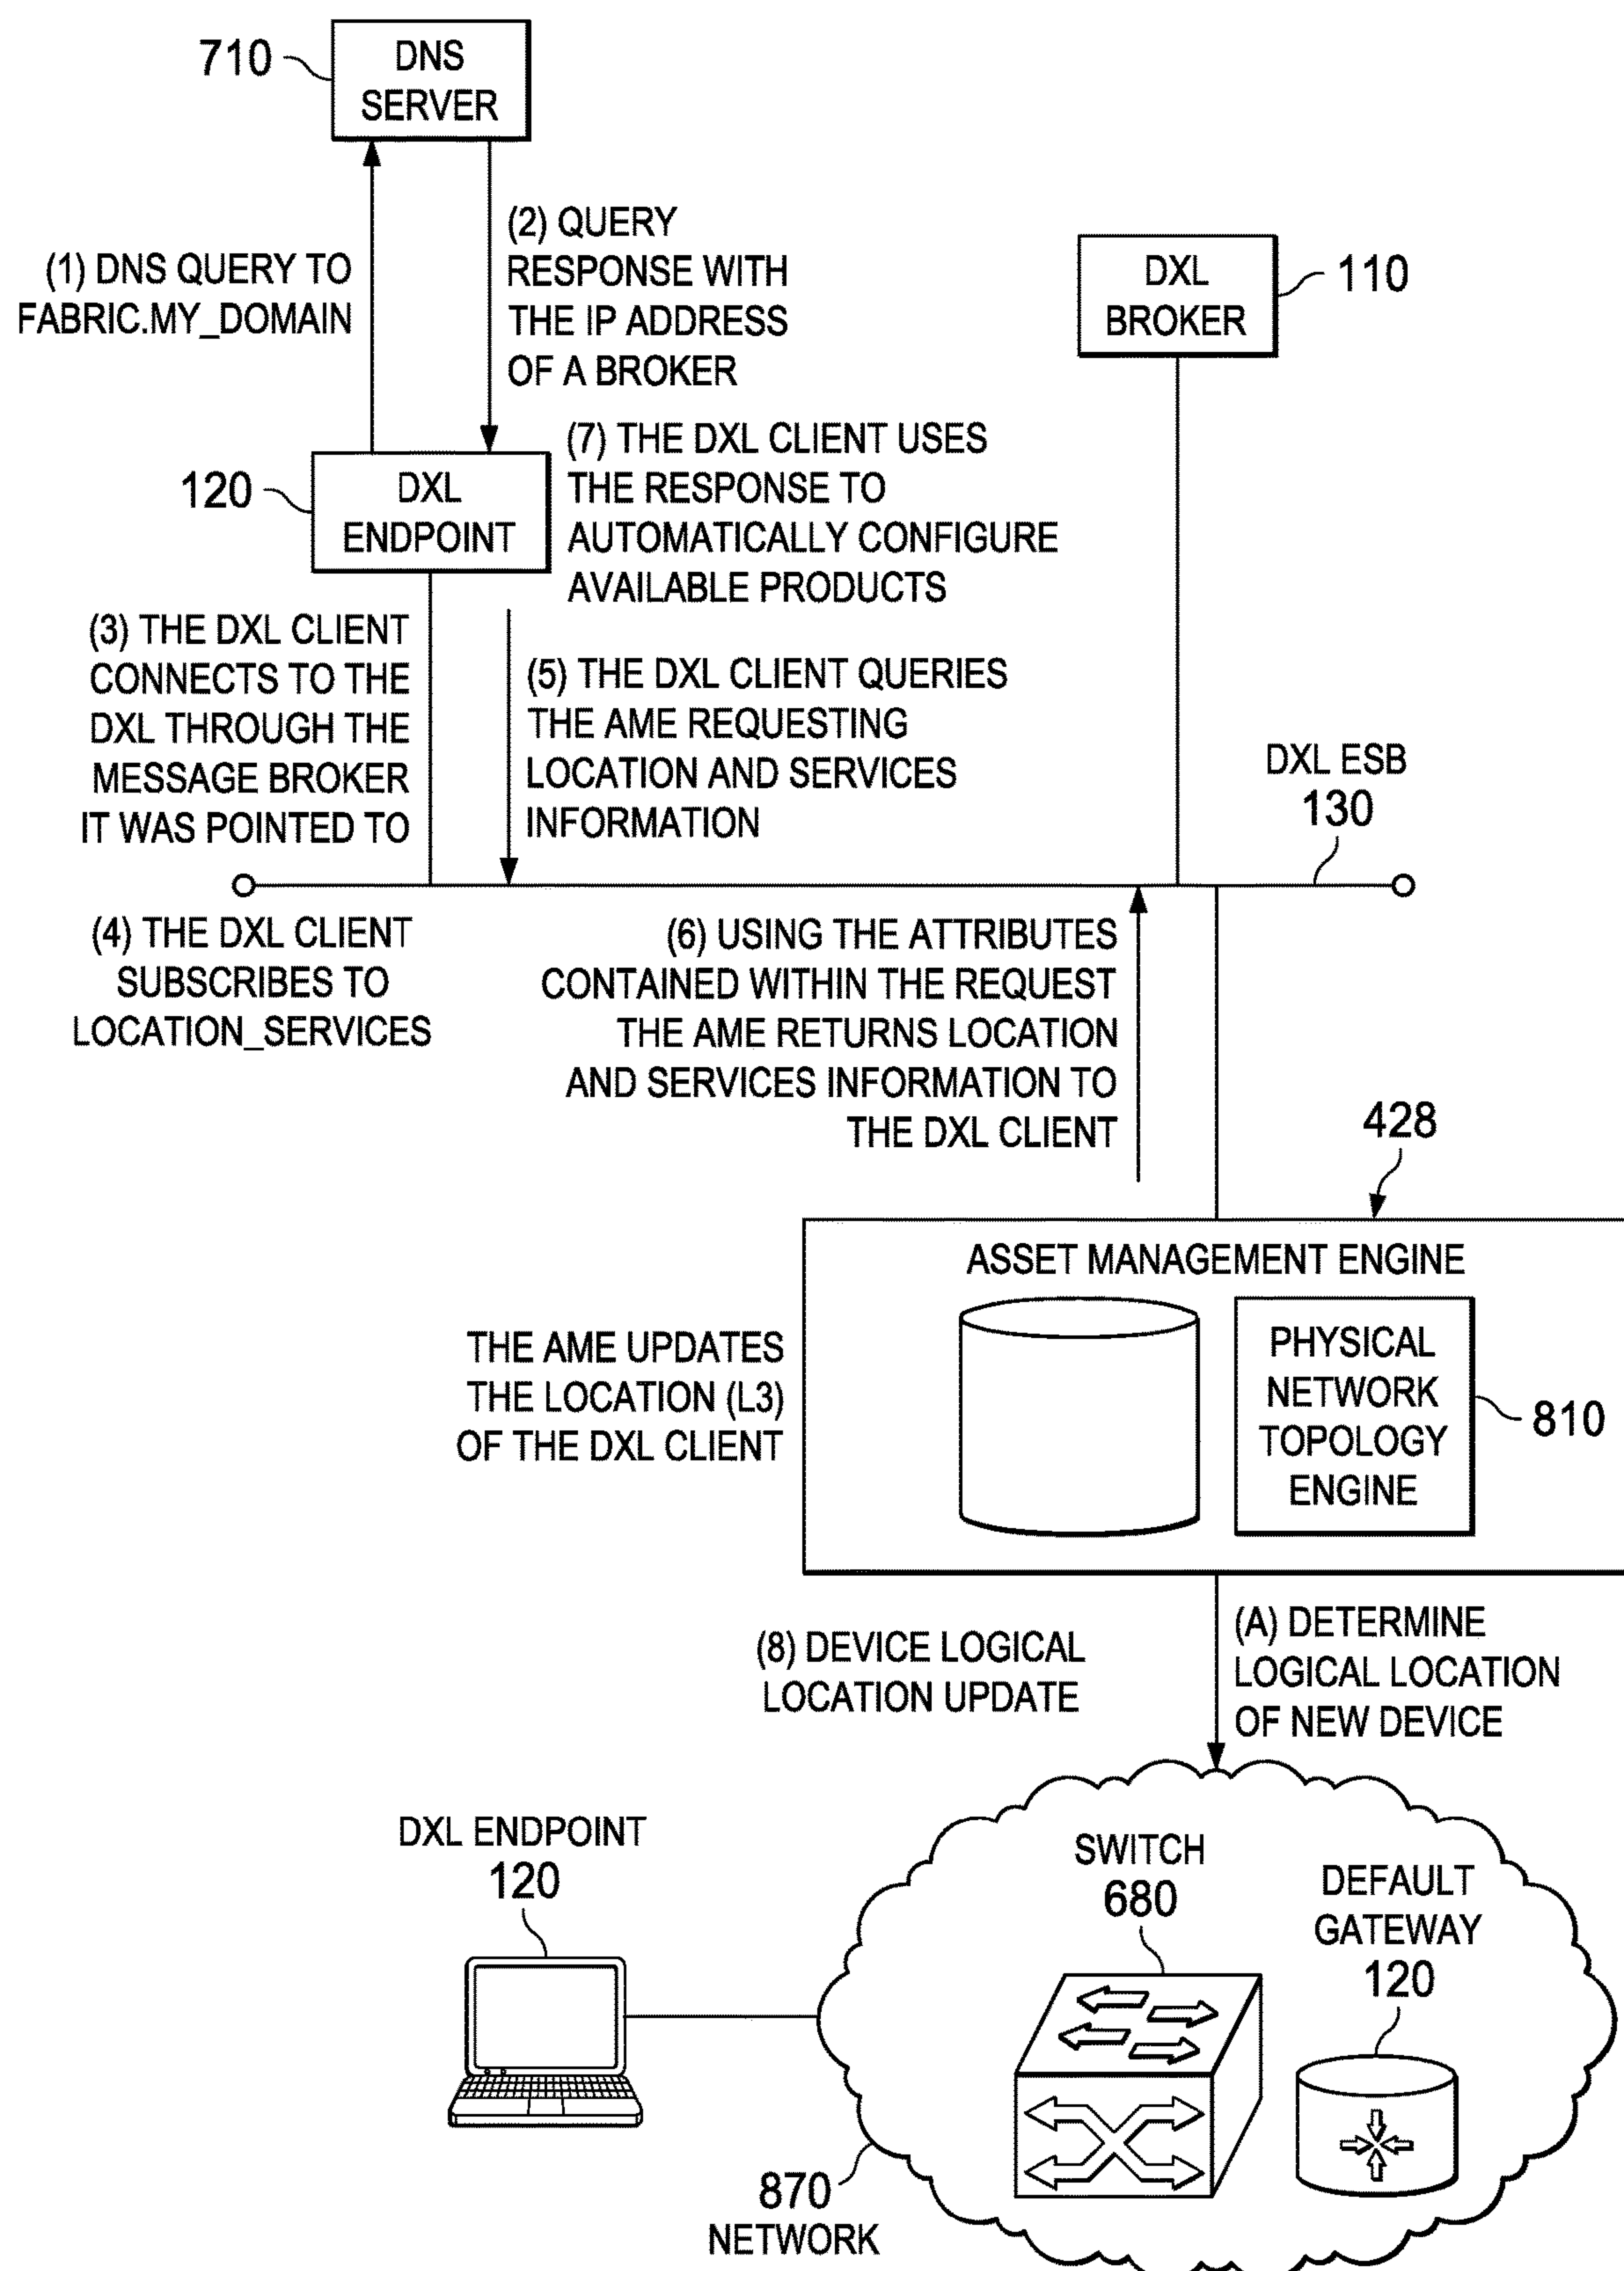 710
DNS
SERVER
(1) DNS QUERY TO
FABRIC.MY_DOMAIN
(2) QUERY
RESPONSE WITH
THE IP ADDRESS
OF A BROKER
DXL
BROKER
110
120
DXL
ENDPOINT
(7) THE DXL CLIENT USES
THE RESPONSE TO
AUTOMATICALLY CONFIGURE
AVAILABLE PRODUCTS
(3) THE DXL CLIENT
CONNECTS TO THE
DXL THROUGH THE
MESSAGE BROKER
IT WAS POINTED TO
(5) THE DXL CLIENT QUERIES
THE AME REQUESTING
LOCATION AND SERVICES
INFORMATION
DXL ESB
130
(4) THE DXL CLIENT
SUBSCRIBES TO
LOCATION_SERVICES
(6) USING THE ATTRIBUTES
CONTAINED WITHIN THE REQUEST
THE AME RETURNS LOCATION
AND SERVICES INFORMATION TO
THE DXL CLIENT
428
ASSET MANAGEMENT ENGINE
THE AME UPDATES
THE LOCATION (L3)
OF THE DXL CLIENT
PHYSICAL
NETWORK
TOPOLOGY
ENGINE
810
(8) DEVICE LOGICAL
LOCATION UPDATE
(A) DETERMINE
LOGICAL LOCATION
OF NEW DEVICE
DXL ENDPOINT
120
SWITCH
680
DEFAULT
GATEWAY
120
870
NETWORK